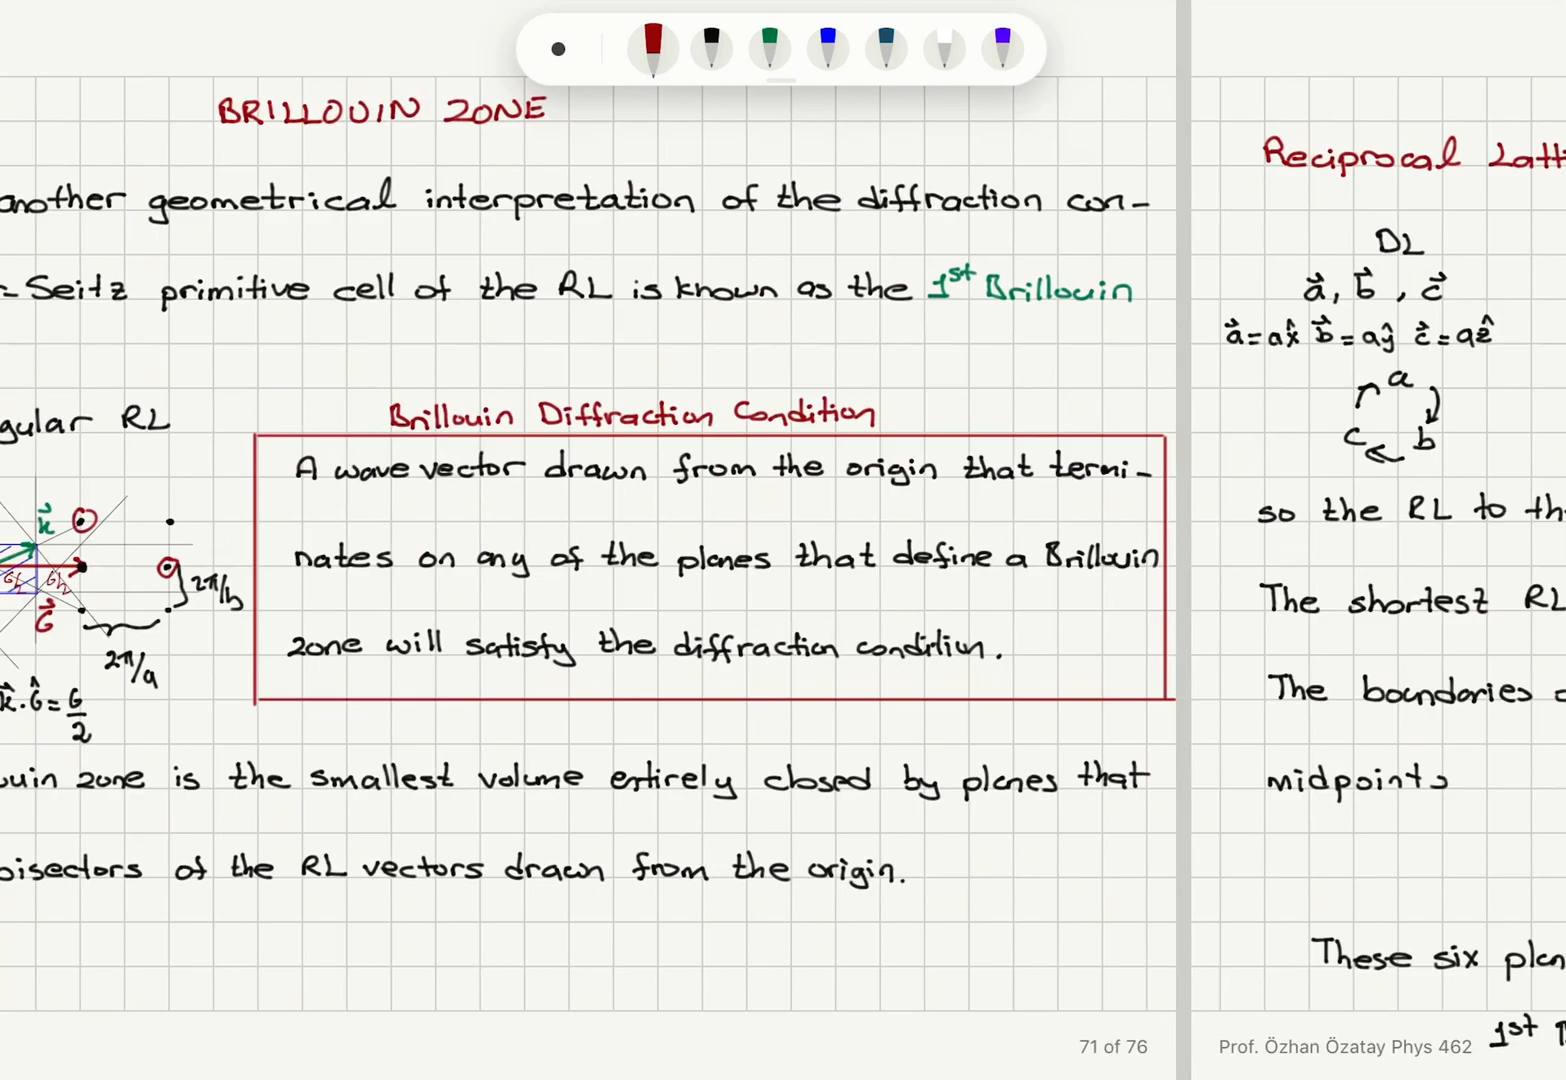 BRILLOUIN ZONE
another geometrical interpretation of the diffraction con-
- Seitz primitive cell of the RL is known as the 1st Brillouin
gular RL
Brillouin Diffraction Condition
A wave vector drawn from the origin that termi-
nates on any of the planes that define a Brillouin
zone will satisfy the diffraction condition.
k⃗
G⃗
2π/b
2π/a
k⃗.Ĝ = G/2
uin zone is the smallest volume entirely closed by planes that
bisectors of the RL vectors drawn from the origin.
71 of 76
Reciprocal Latti
DL
a⃗, b⃗, c⃗
a⃗=ax̂ b⃗=aŷ c⃗=aẑ
a
c b
so the RL to th
The shortest RL
The boundaries o
midpoints
These six plan
1st
Prof. Özhan Özatay Phys 462